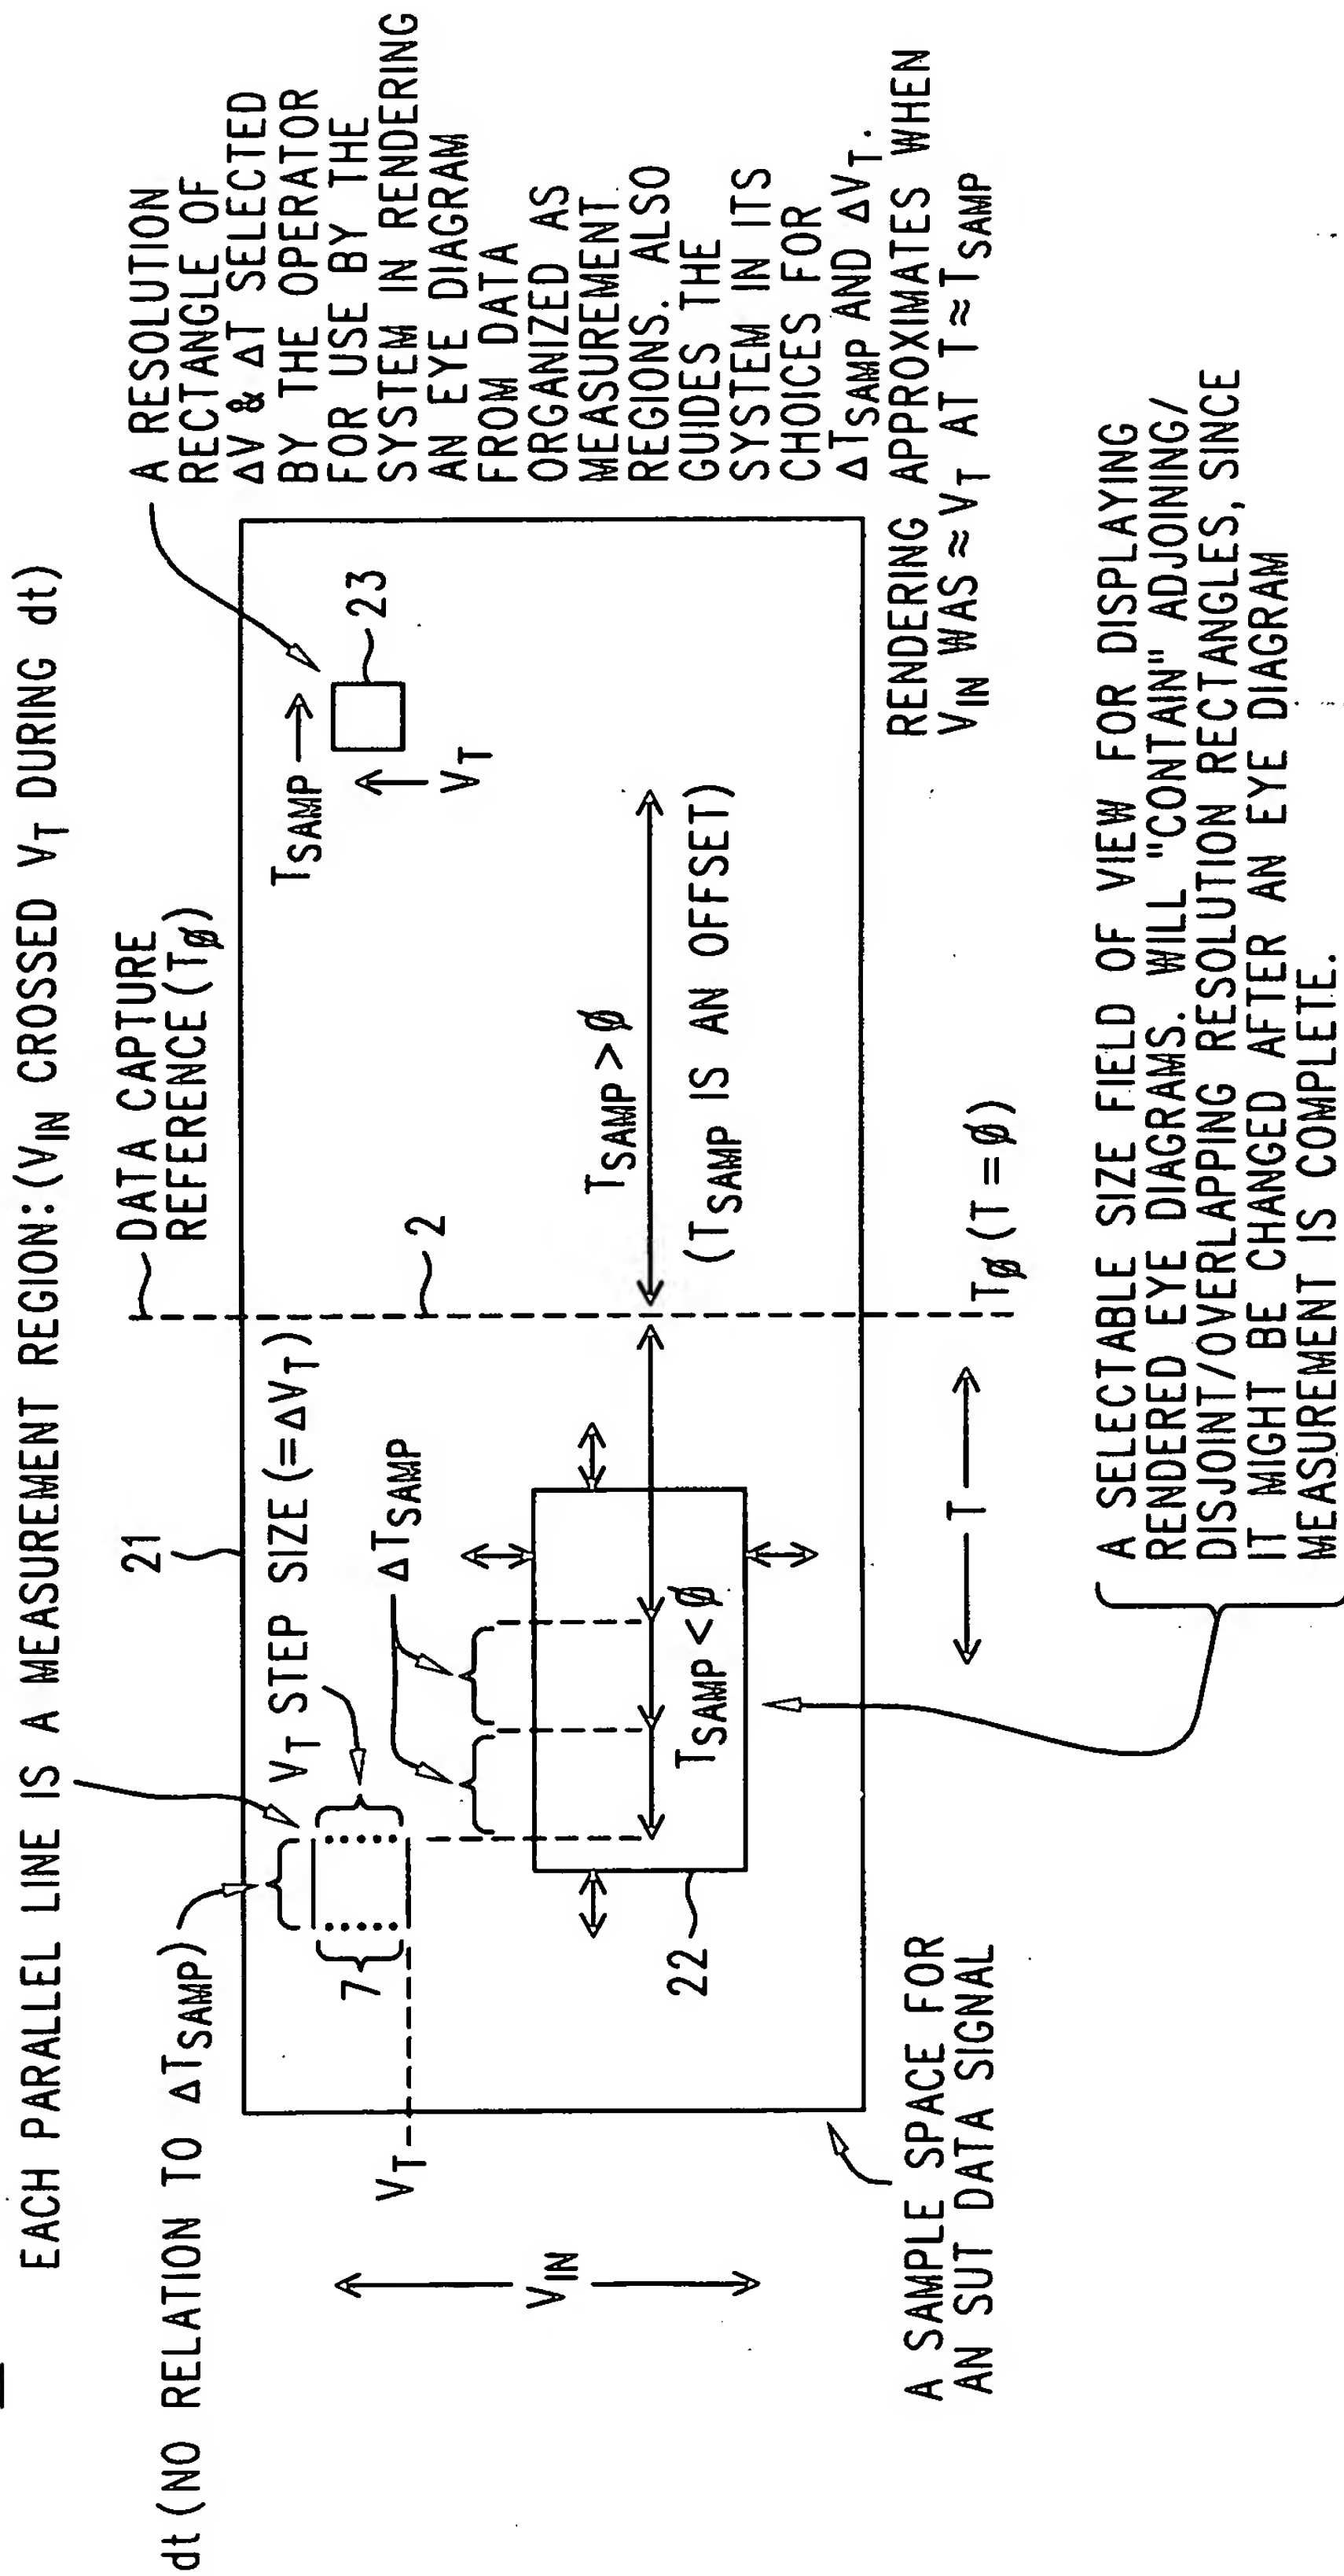 EACH PARALLEL LINE IS A MEASUREMENT REGION: (VIN CROSSED VT DURING dt)
dt (NO RELATION TO ΔTSAMP)
21
DATA CAPTURE
REFERENCE (TØ)
A RESOLUTION
RECTANGLE OF
ΔV & ΔT SELECTED
BY THE OPERATOR
FOR USE BY THE
SYSTEM IN RENDERING
AN EYE DIAGRAM
FROM DATA
ORGANIZED AS
MEASUREMENT
REGIONS. ALSO
GUIDES THE
SYSTEM IN ITS
CHOICES FOR
ΔTSAMP AND ΔVT.
RENDERING APPROXIMATES WHEN
VIN WAS ≈ VT AT T ≈ TSAMP
VT STEP SIZE (=ΔVT)
TSAMP
23
7
2
VT
ΔTSAMP
VT
VIN
TSAMP > Ø
22
TSAMP < Ø
(TSAMP IS AN OFFSET)
A SAMPLE SPACE FOR
AN SUT DATA SIGNAL
T
TØ (T = Ø)
A SELECTABLE SIZE FIELD OF VIEW FOR DISPLAYING
RENDERED EYE DIAGRAMS. WILL "CONTAIN" ADJOINING/
DISJOINT/OVERLAPPING RESOLUTION RECTANGLES, SINCE
IT MIGHT BE CHANGED AFTER AN EYE DIAGRAM
MEASUREMENT IS COMPLETE.